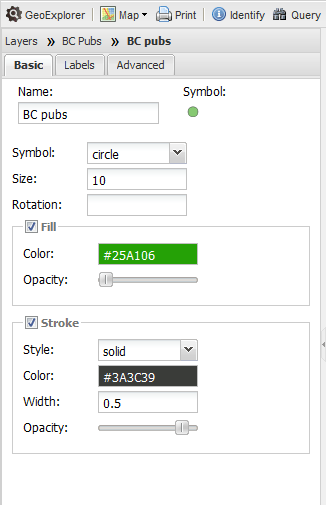 GeoExplorer Map Print Identify Query
Layers » BC Pubs » BC pubs
Basic Labels Advanced
Name: Symbol:
BC pubs
Symbol: circle
Size: 10
Rotation:
Fill
Color: #25A106
Opacity:
Stroke
Style: solid
Color: #3A3C39
Width: 0.5
Opacity: